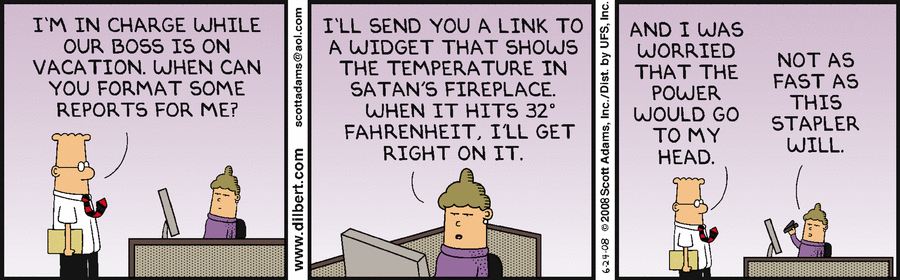 I'M IN CHARGE WHILE
OUR BOSS IS ON
VACATION. WHEN CAN
YOU FORMAT SOME
REPORTS FOR ME?
www.dilbert.com scottadams@aol.com
I'LL SEND YOU A LINK TO
A WIDGET THAT SHOWS
THE TEMPERATURE IN
SATAN'S FIREPLACE.
WHEN IT HITS 32°
FAHRENHEIT, I'LL GET
RIGHT ON IT.
6-24-08 ©2008 Scott Adams, Inc./Dist. by UFS, Inc.
AND I WAS
WORRIED
THAT THE
POWER
WOULD GO
TO MY
HEAD.
NOT AS
FAST AS
THIS
STAPLER
WILL.